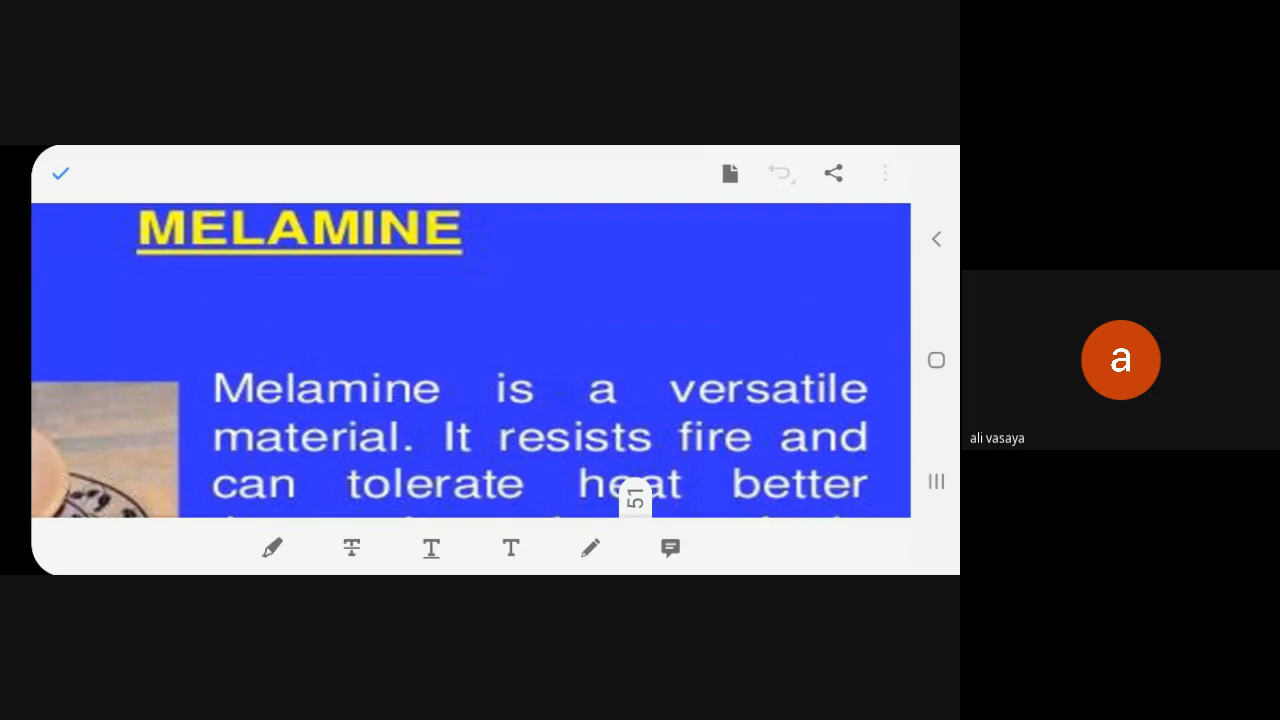 MELAMINE
Melamine is a versatile
material. It resists fire and
can tolerate heat better
51
a
ali vasaya